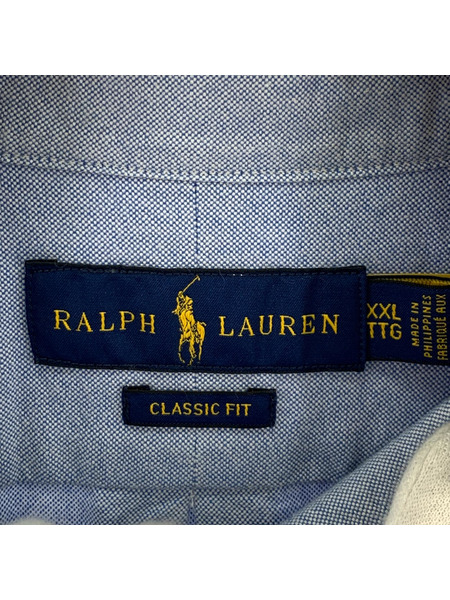 RALPH LAUREN
XXL
TTG
MADE IN
PHILIPPINES
FABRIQUÉ AUX
CLASSIC FIT